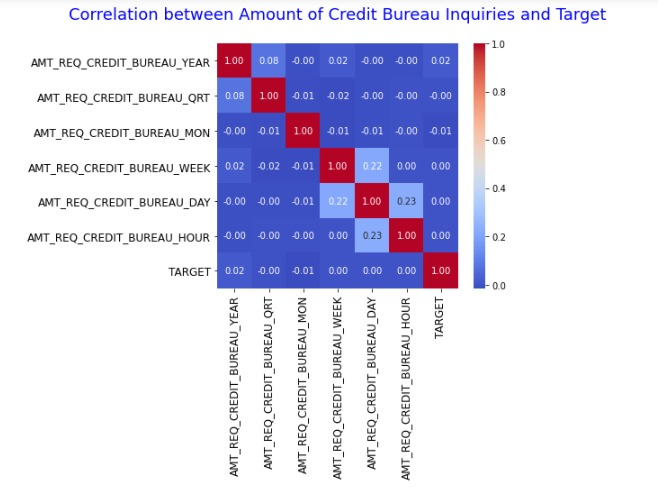 Correlation between Amount of Credit Bureau Inquiries and Target
AMT_REQ_CREDIT_BUREAU_YEAR 1.00 0.08 -0.00 0.02 -0.00 -0.00 0.02
AMT_REQ_CREDIT_BUREAU_QRT 0.08 1.00 -0.01 -0.02 -0.00 -0.00 -0.00
AMT_REQ_CREDIT_BUREAU_MON -0.00 -0.01 1.00 -0.01 -0.01 -0.00 -0.01
AMT_REQ_CREDIT_BUREAU_WEEK 0.02 -0.02 -0.01 1.00 0.22 0.00 0.00
AMT_REQ_CREDIT_BUREAU_DAY -0.00 -0.00 -0.01 0.22 1.00 0.23 0.00
AMT_REQ_CREDIT_BUREAU_HOUR -0.00 -0.00 -0.00 0.00 0.23 1.00 0.00
TARGET 0.02 -0.00 -0.01 0.00 0.00 0.00 1.00
1.0
0.8
0.6
0.4
0.2
0.0
AMT_REQ_CREDIT_BUREAU_YEAR
AMT_REQ_CREDIT_BUREAU_QRT
AMT_REQ_CREDIT_BUREAU_MON
AMT_REQ_CREDIT_BUREAU_WEEK
AMT_REQ_CREDIT_BUREAU_DAY
AMT_REQ_CREDIT_BUREAU_HOUR
TARGET